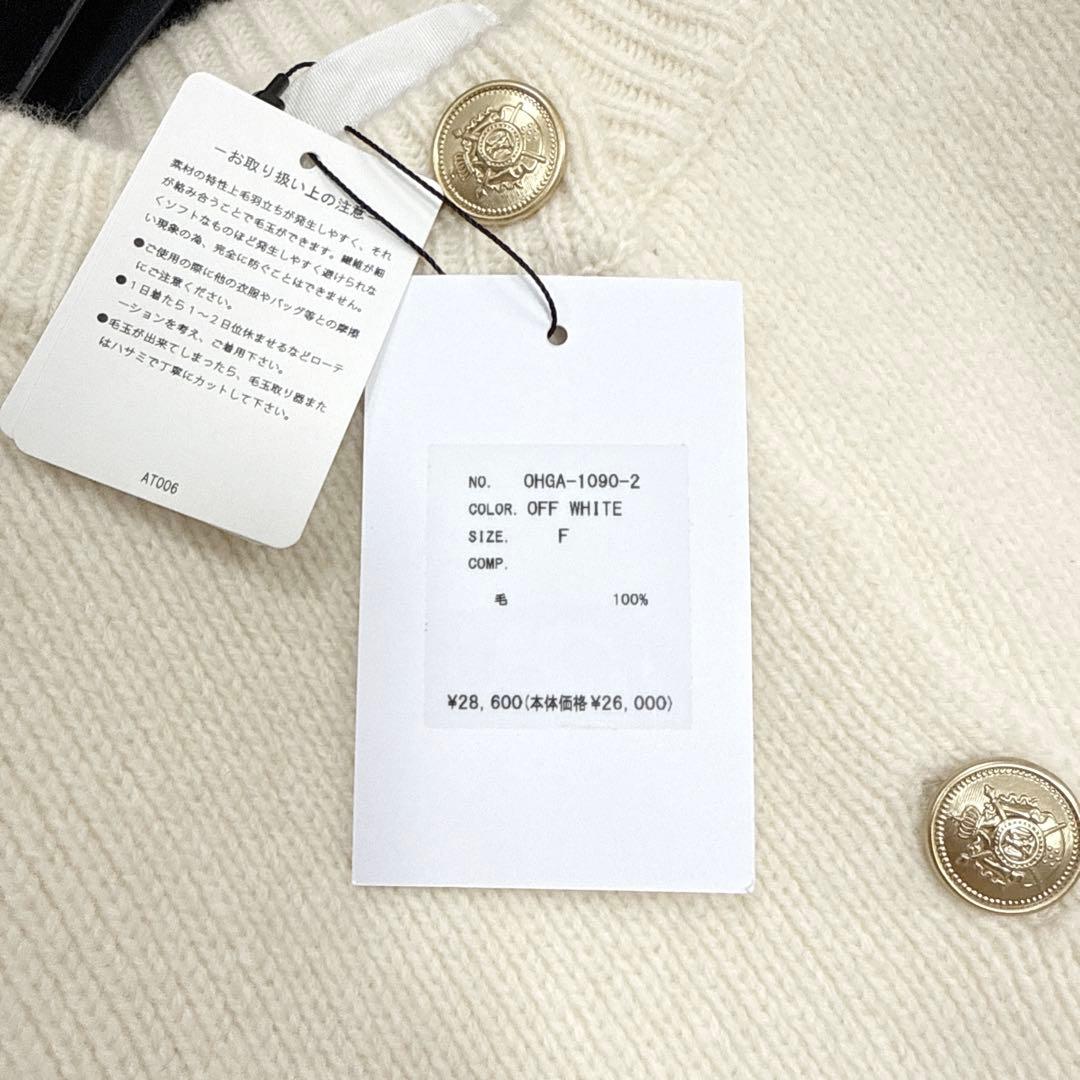 －お取り扱い上の注意－
素材の特性上毛羽立ちが発生しやすく、それ
が絡み合うことで毛玉ができます。繊維が細
くソフトなものほど発生しやすく避けられな
い現象の為、完全に防ぐことはできません。
●ご使用の際に他の衣服やバッグ等との摩擦
にご注意ください。
●1日着たら1～2日位休ませるなどローテ
ーションを考え、ご着用下さい。
●毛玉が出来てしまったら、毛玉取り器また
はハサミで丁寧にカットして下さい。
AT006
NO. OHGA-1090-2
COLOR. OFF WHITE
SIZE. F
COMP.
毛 100%
¥28,600(本体価格¥26,000)